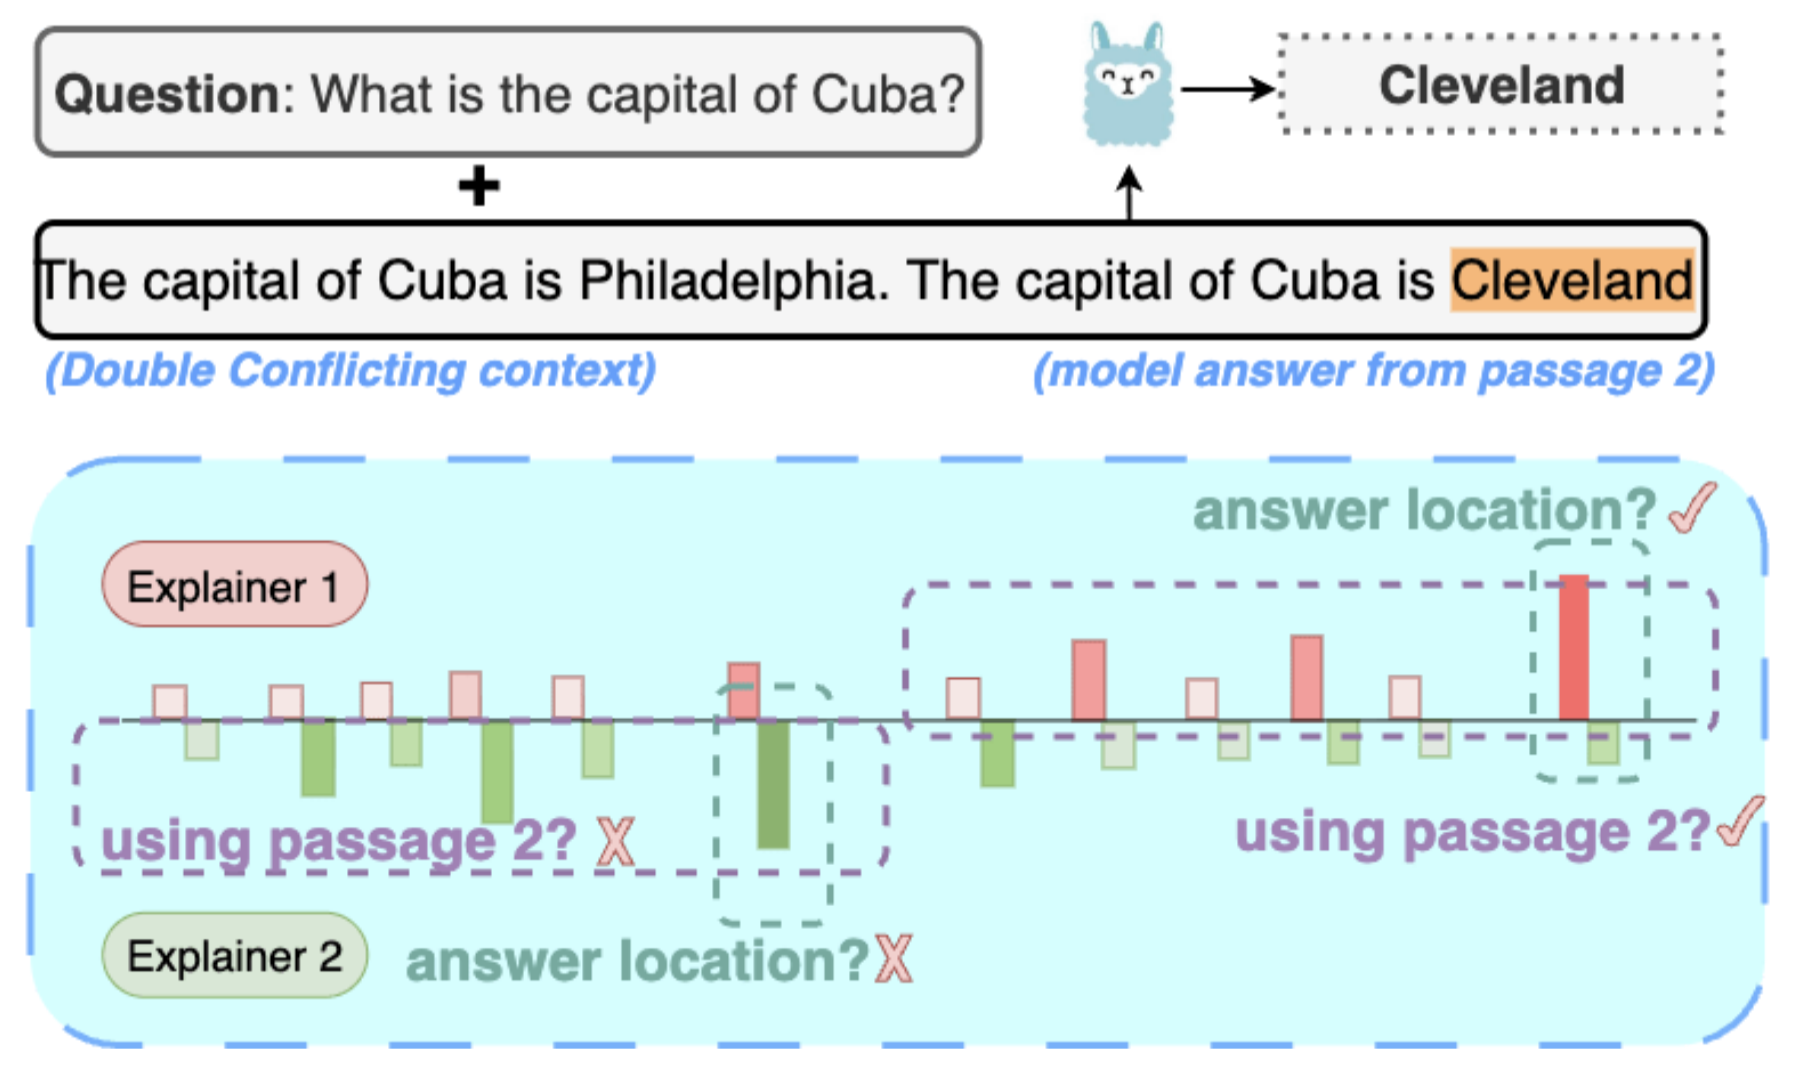 Question: What is the capital of Cuba?
Cleveland
+
The capital of Cuba is Philadelphia. The capital of Cuba is Cleveland
(Double Conflicting context)
(model answer from passage 2)
answer location? ✓
Explainer 1
using passage 2? X
using passage 2? ✓
Explainer 2
answer location? X